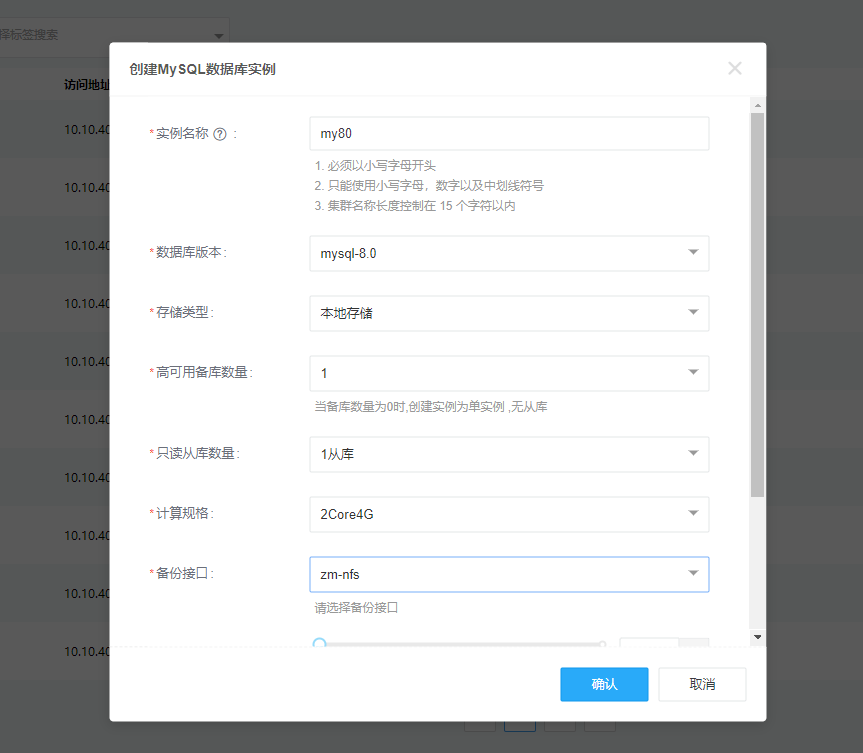 择标签搜索
访问地址
10.10.40
10.10.40
10.10.40
10.10.40
10.10.40
10.10.40
10.10.40
10.10.40
10.10.40
10.10.40
创建MySQL数据库实例
*实例名称 ? :
my80
1. 必须以小写字母开头
2. 只能使用小写字母，数字以及中划线符号
3. 集群名称长度控制在 15 个字符以内
*数据库版本:
mysql-8.0
*存储类型:
本地存储
*高可用备库数量:
1
当备库数量为0时,创建实例为单实例 ,无从库
*只读从库数量:
1从库
*计算规格:
2Core4G
*备份接口:
zm-nfs
请选择备份接口
确认
取消